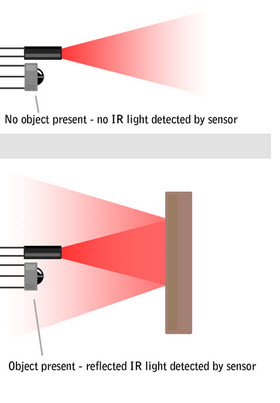 No object present - no IR light detected by sensor
Object present - reflected IR light detected by sensor